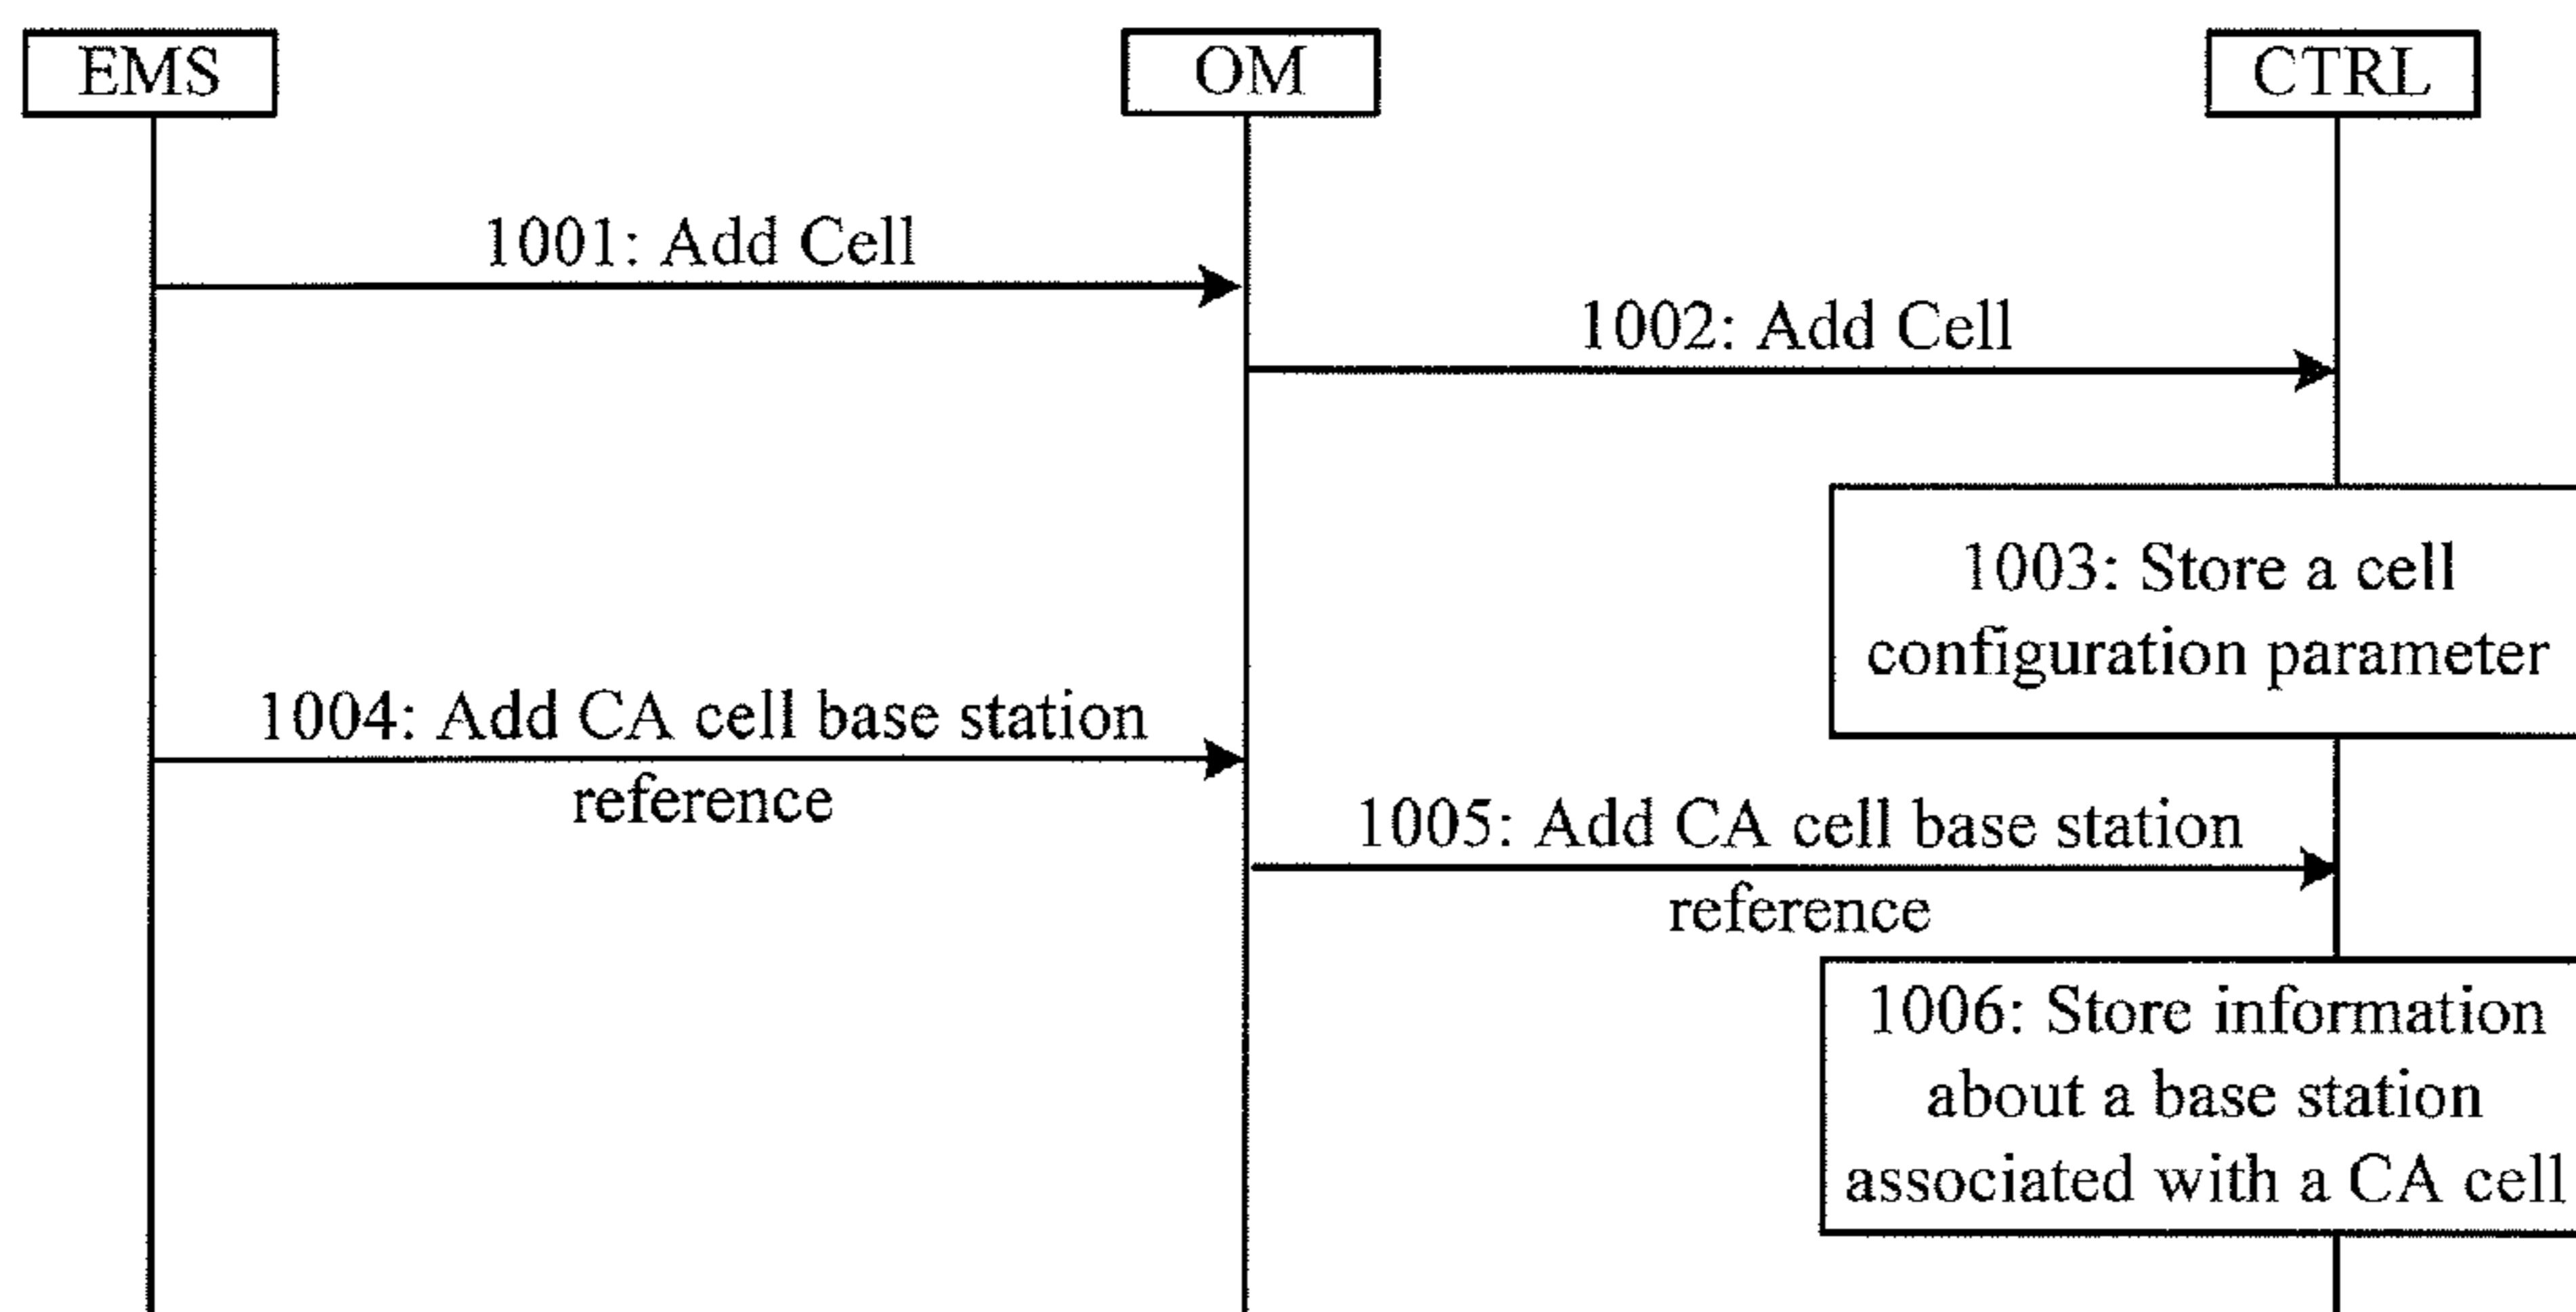 EMS
OM
CTRL
1001: Add Cell
1002: Add Cell
1003: Store a cell
configuration parameter
1004: Add CA cell base station
reference
1005: Add CA cell base station
reference
1006: Store information
about a base station
associated with a CA cell